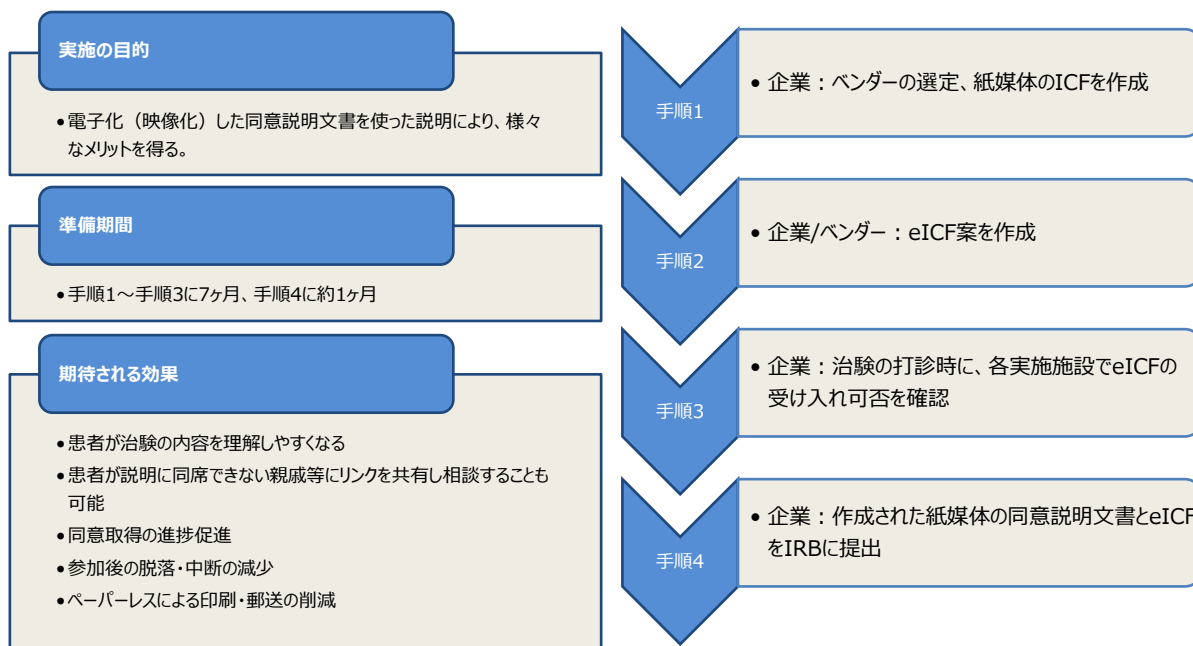 実施の目的
•電子化（映像化）した同意説明文書を使った説明により、様々
なメリットを得る。
準備期間
•手順1～手順3に7ヶ月、手順4に約1ヶ月
期待される効果
•患者が治験の内容を理解しやすくなる
•患者が説明に同席できない親戚等にリンクを共有し相談することも
可能
•同意取得の進捗促進
•参加後の脱落・中断の減少
•ペーパーレスによる印刷・郵送の削減
手順1
• 企業：ベンダーの選定、紙媒体のICFを作成
手順2
• 企業/ベンダー：eICF案を作成
手順3
• 企業：治験の打診時に、各実施施設でeICFの
受け入れ可否を確認
手順4
• 企業：作成された紙媒体の同意説明文書とeICF
をIRBに提出